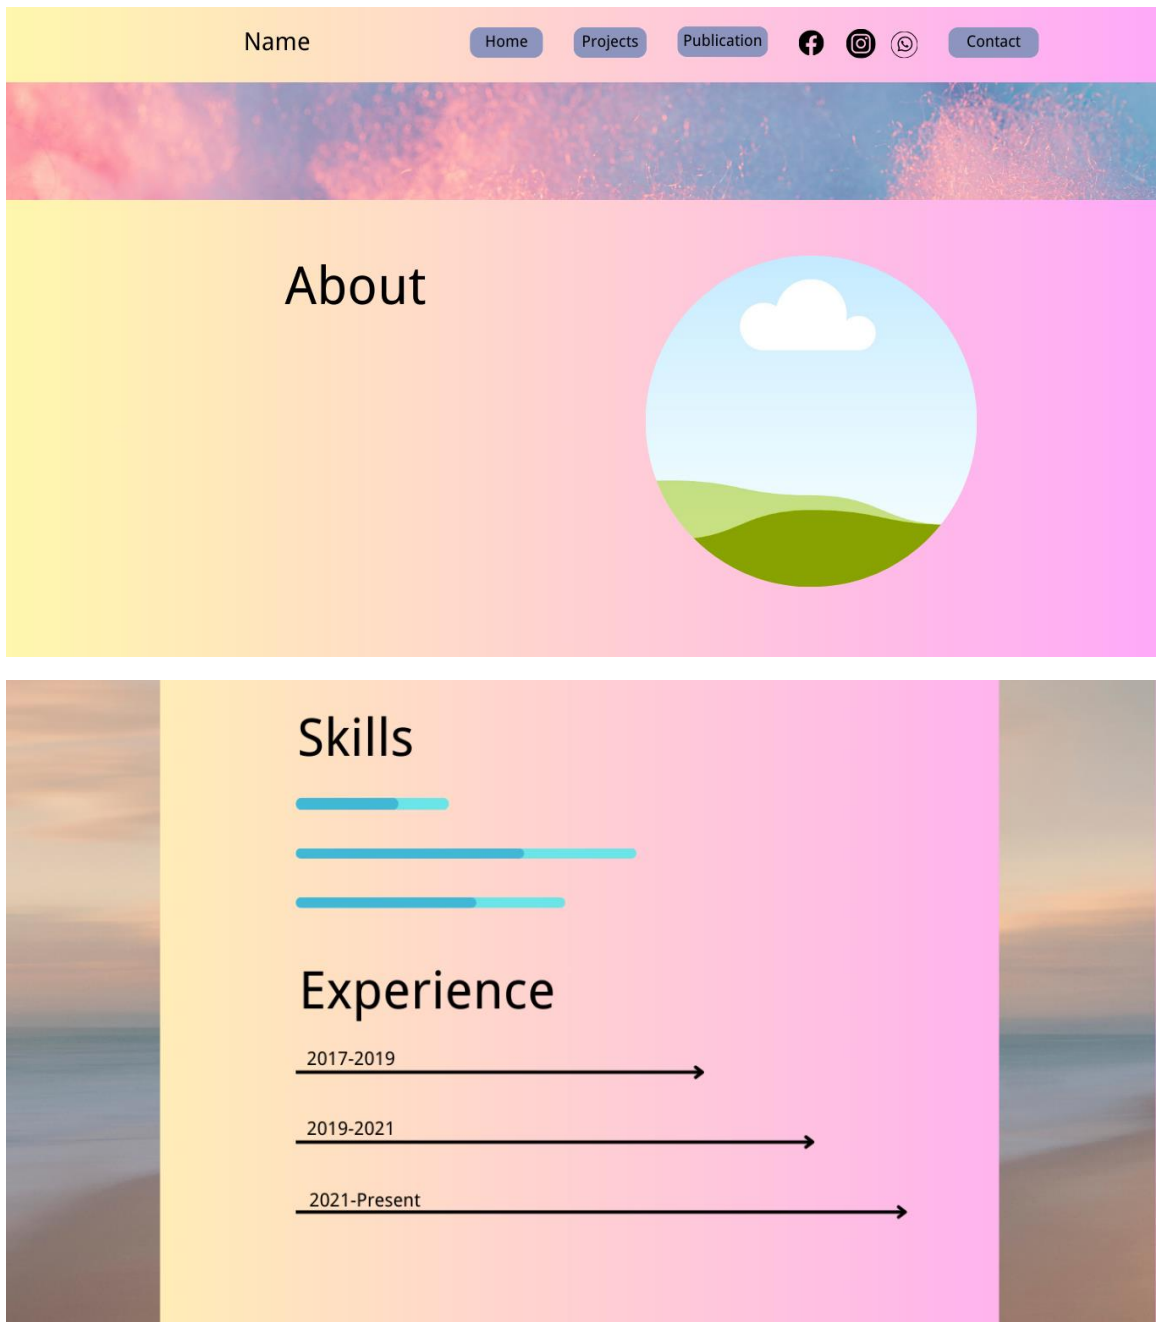 Name
Home
Projects
Publication
Contact
About
Skills
Experience
2017-2019
2019-2021
2021-Present